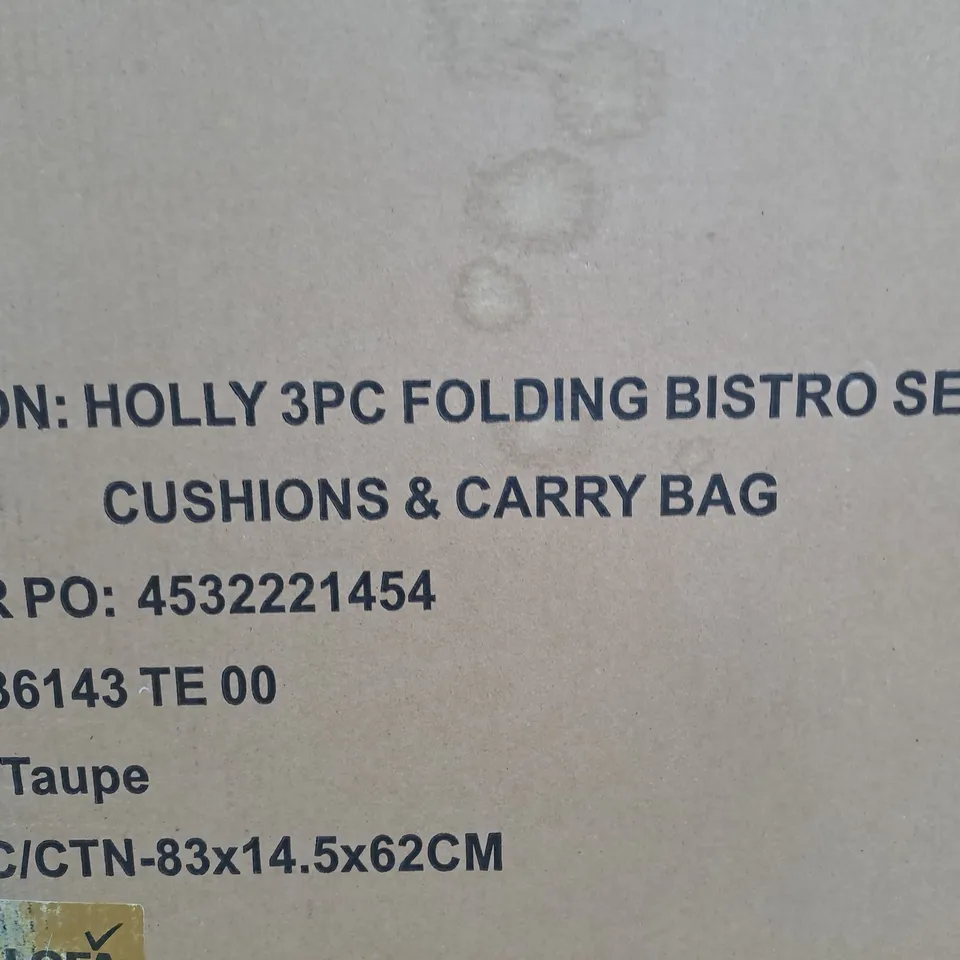 ON: HOLLY 3PC FOLDING BISTRO SE
CUSHIONS & CARRY BAG
R PO: 4532221454
36143 TE 00
Taupe
C/CTN-83x14.5x62CM